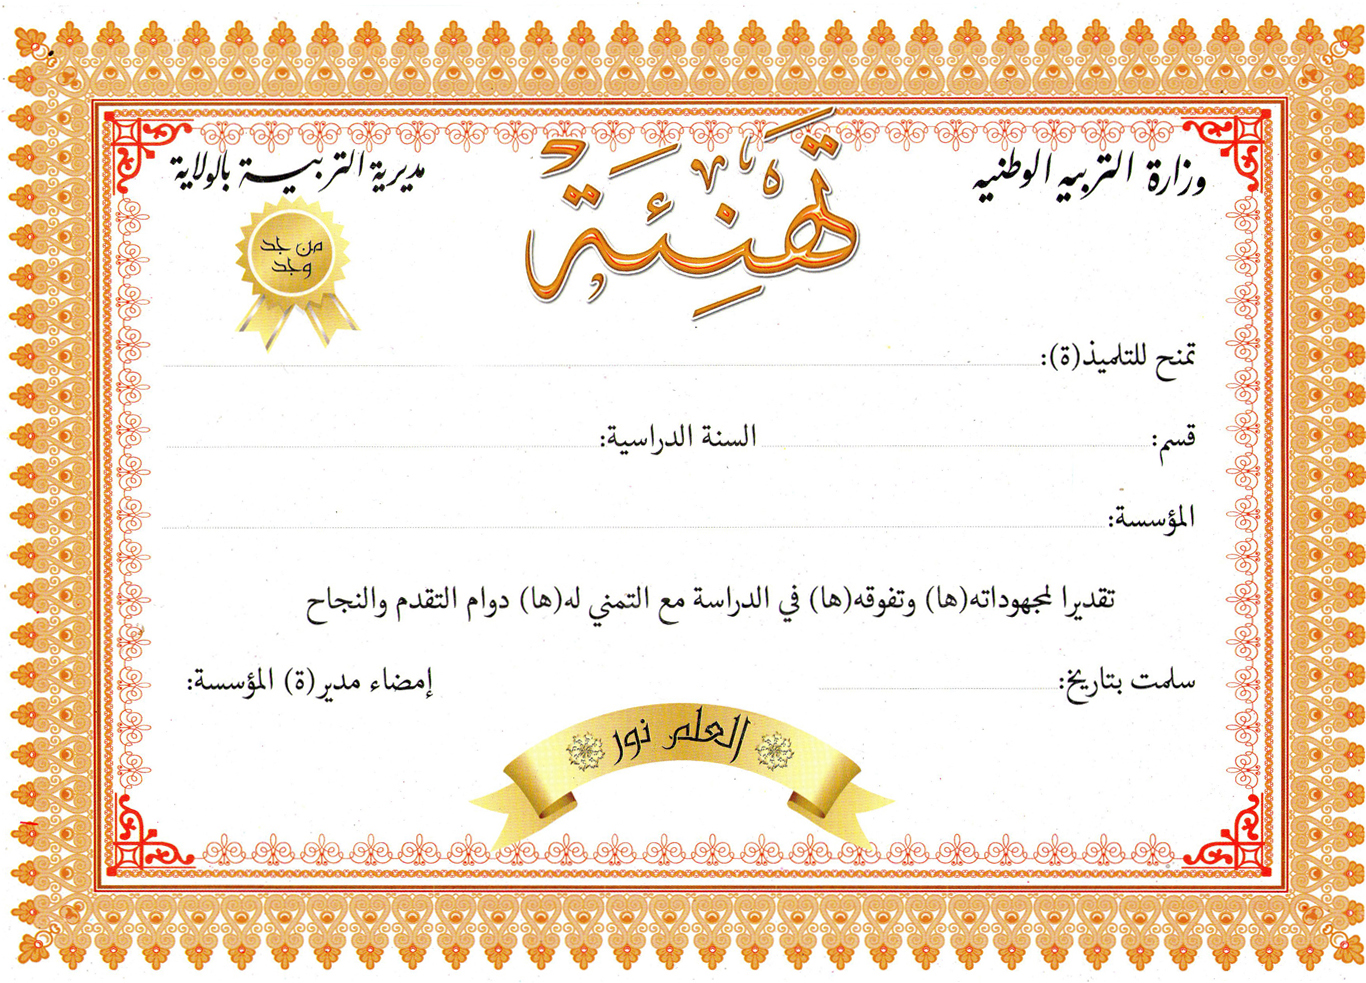 وزارة التربيه الوطنيه
تهنئة
مديرية التربيـة بالولاية
من جد
وجد
تمنح للتلميذ(ة):
قسم: السنة الدراسية:
المؤسسة:
تقديرا لمجهوداته(ها) وتفوقه(ها) في الدراسة مع التمني له(ها) دوام التقدم والنجاح
سلمت بتاريخ: إمضاء مدير(ة) المؤسسة:
العلم نور